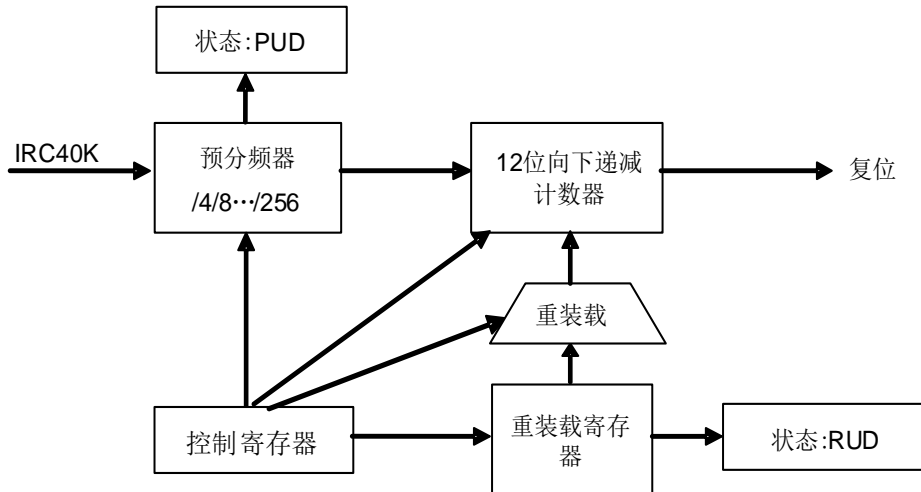 状态:PUD
IRC40K
预分频器
/4/8···/256
12位向下递减
计数器
复位
重装载
控制寄存器
重装载寄存
器
状态:RUD